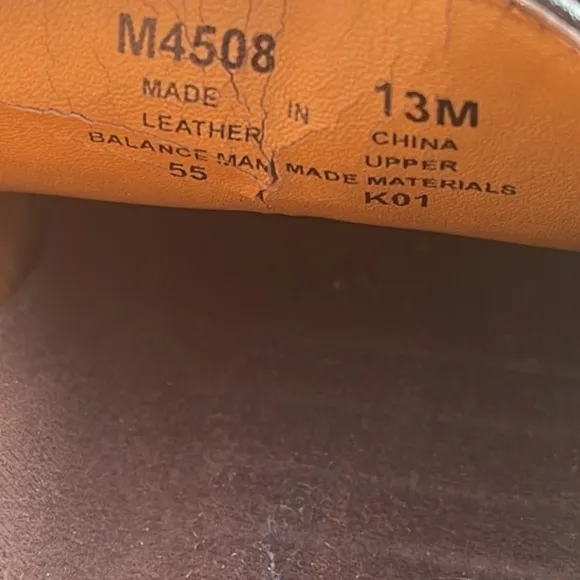 M4508 13M
MADE IN CHINA
LEATHER UPPER
BALANCE MAN MADE MATERIALS
55 K01